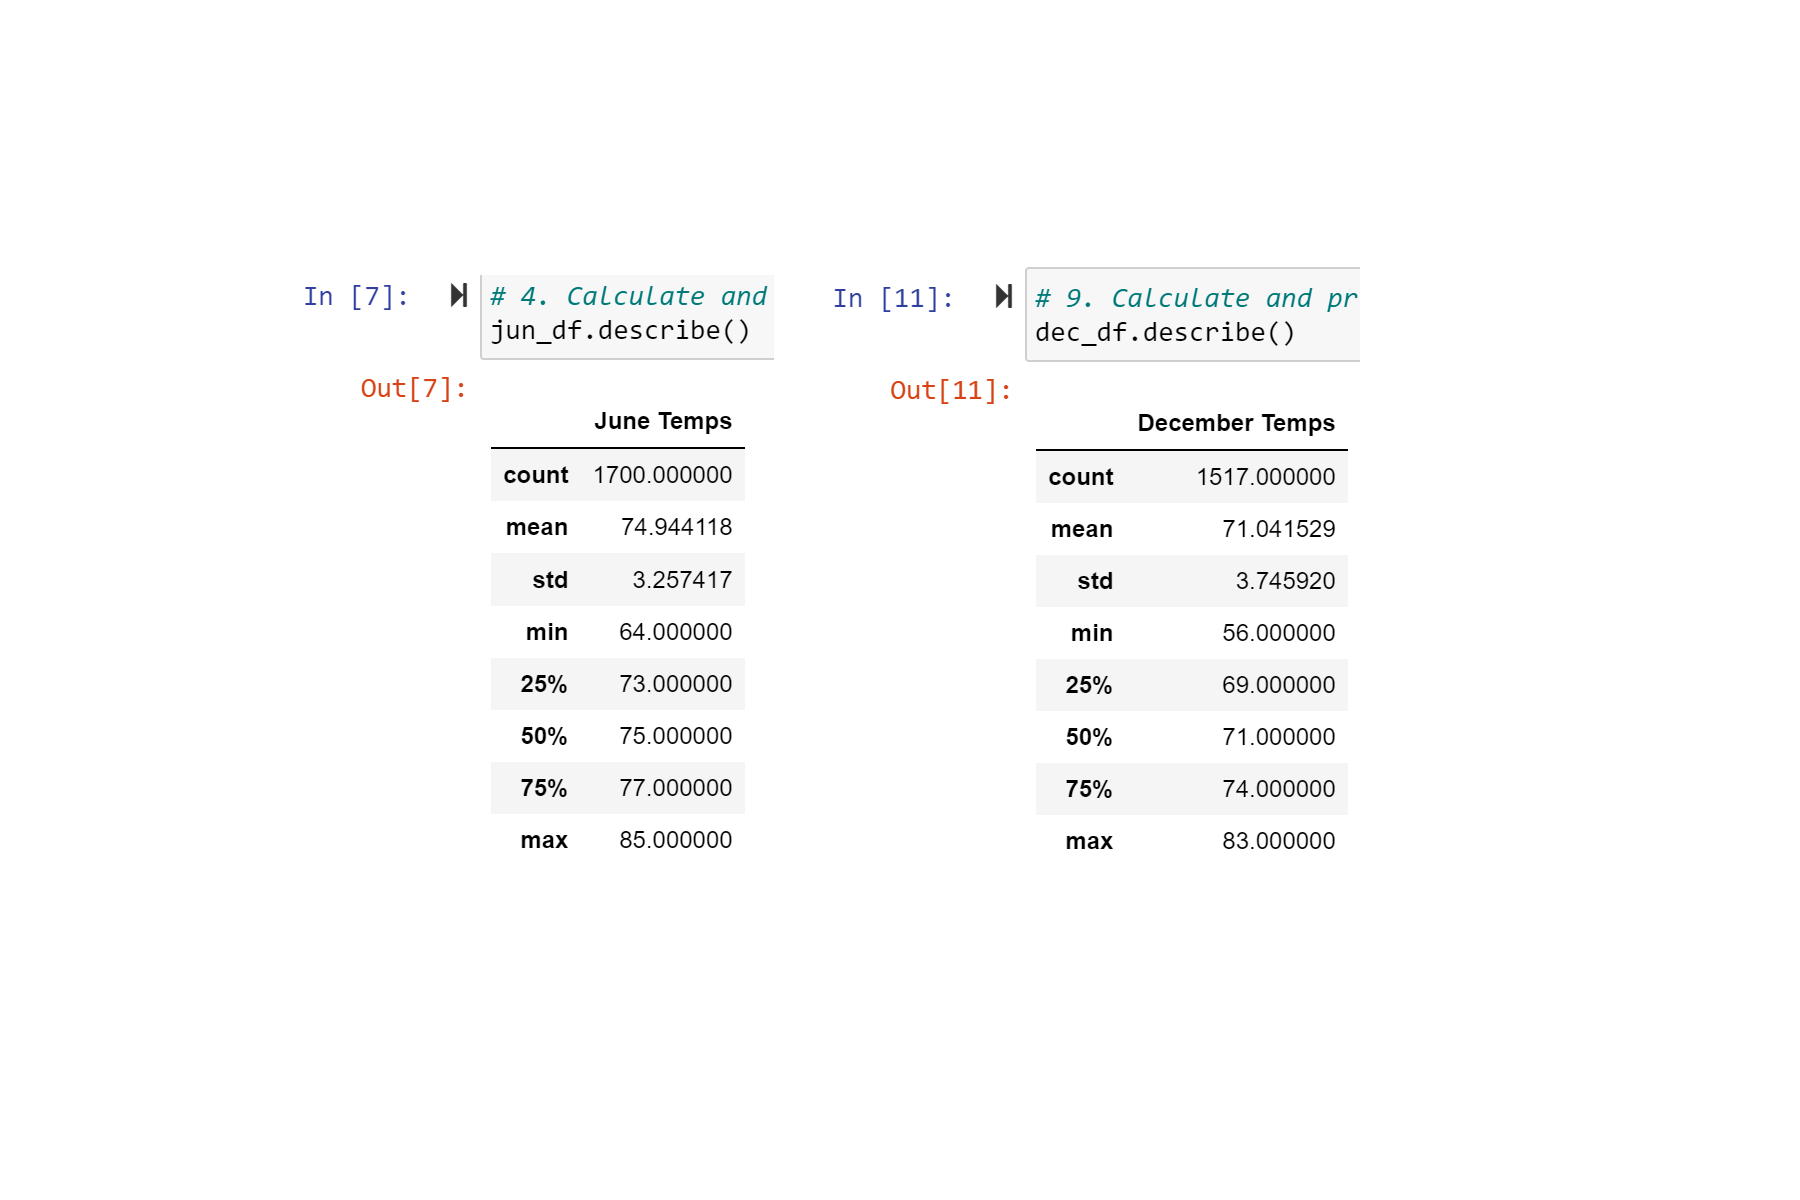 In [7]:
# 4. Calculate and
jun_df.describe()
Out[7]:
June Temps
count 1700.000000
mean 74.944118
std 3.257417
min 64.000000
25% 73.000000
50% 75.000000
75% 77.000000
max 85.000000
In [11]:
# 9. Calculate and pr
dec_df.describe()
Out[11]:
December Temps
count 1517.000000
mean 71.041529
std 3.745920
min 56.000000
25% 69.000000
50% 71.000000
75% 74.000000
max 83.000000